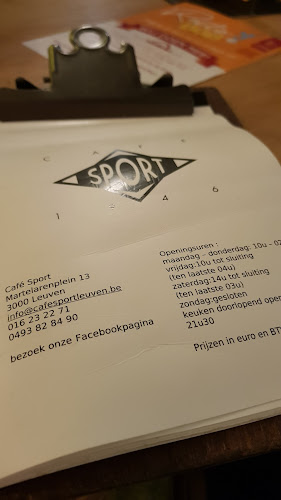 CAFE
SPORT
1 9 4 6
Café Sport
Martelarenplein 13
3000 Leuven
info@cafesportleuven.be
016 23 22 71
0493 82 84 90
bezoek onze Facebookpagina
Openingsuren :
maandag - donderdag: 10u - 02
vrijdag:10u tot sluiting
(ten laatste 04u)
zaterdag:14u tot sluiting
(ten laatste 03u)
zondag:gesloten
keuken doorlopend open
21u30
Prijzen in euro en BT